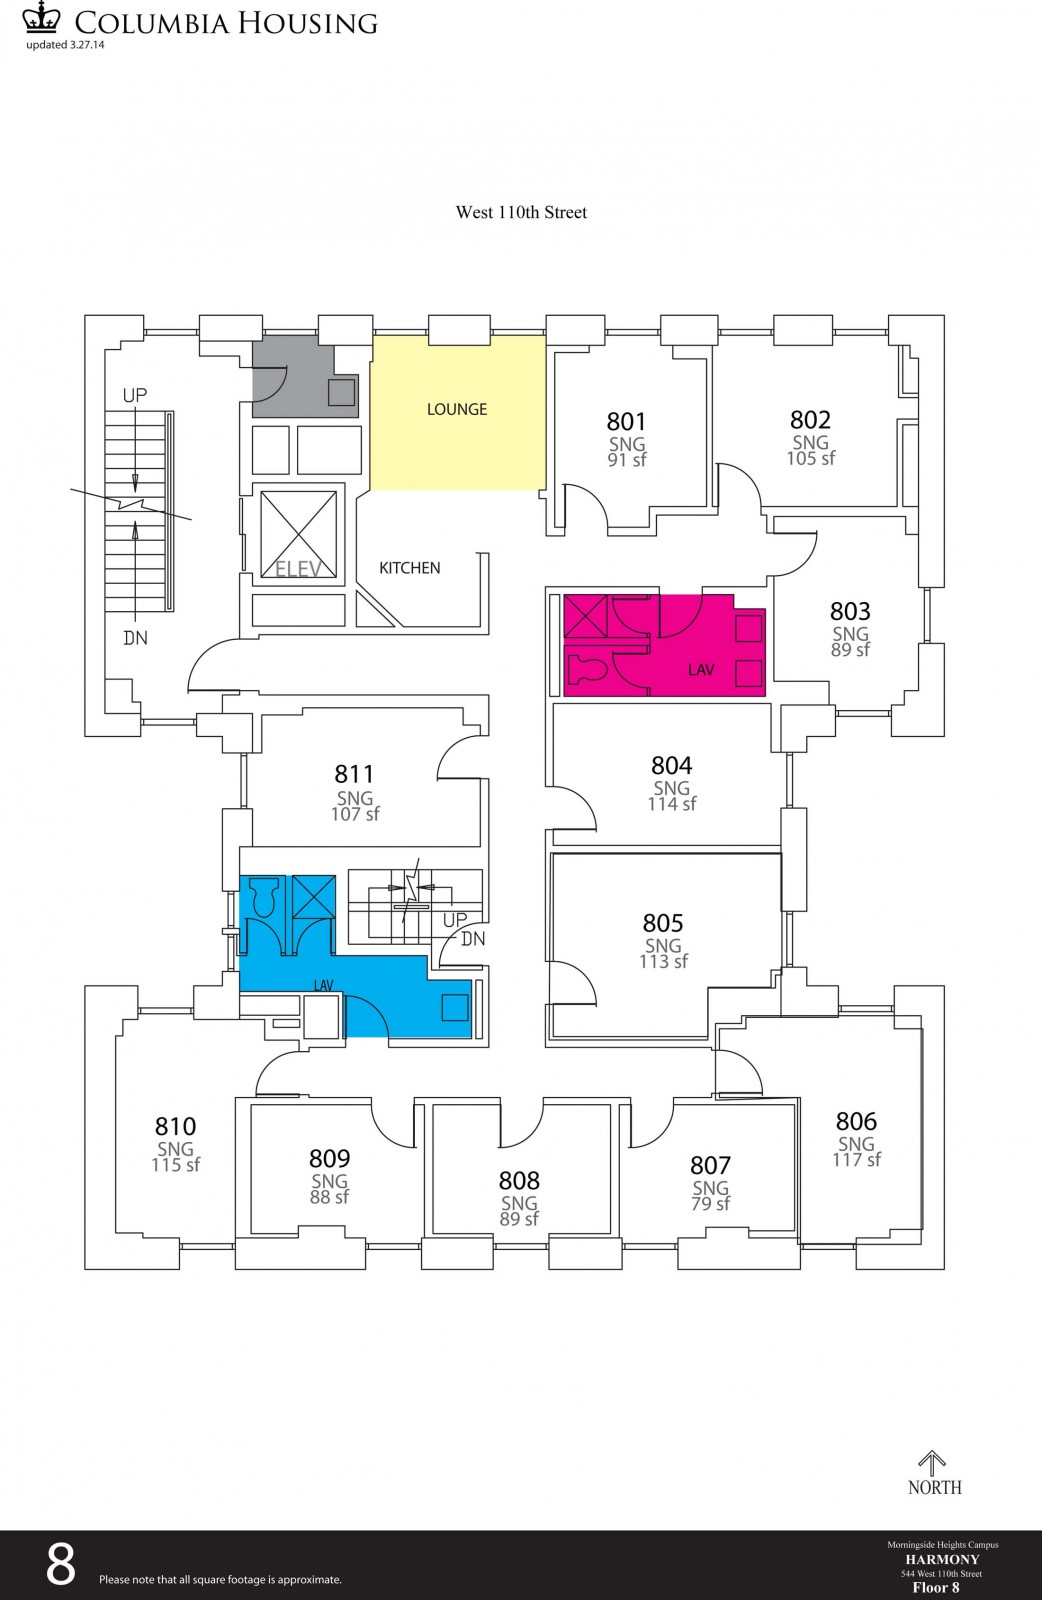 COLUMBIA HOUSING
updated 3.27.14
West 110th Street
UP
LOUNGE
801
SNG
91 sf
802
SNG
105 sf
ELEV
KITCHEN
DN
803
SNG
89 sf
LAV
811
SNG
107 sf
804
SNG
114 sf
UP
DN
805
SNG
113 sf
LAV
810
SNG
115 sf
809
SNG
88 sf
808
SNG
89 sf
807
SNG
79 sf
806
SNG
117 sf
NORTH
8
Please note that all square footage is approximate.
Morningside Heights Campus
HARMONY
544 West 110th Street
Floor 8